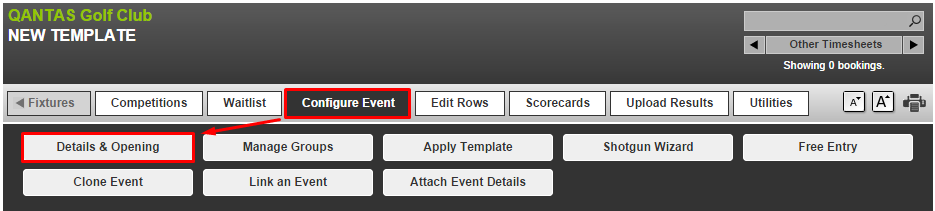 QANTAS Golf Club
NEW TEMPLATE
◀ Other Timesheets ▶
Showing 0 bookings.
◀ Fixtures Competitions Waitlist Configure Event Edit Rows Scorecards Upload Results Utilities A▼ A▲
Details & Opening Manage Groups Apply Template Shotgun Wizard Free Entry
Clone Event Link an Event Attach Event Details